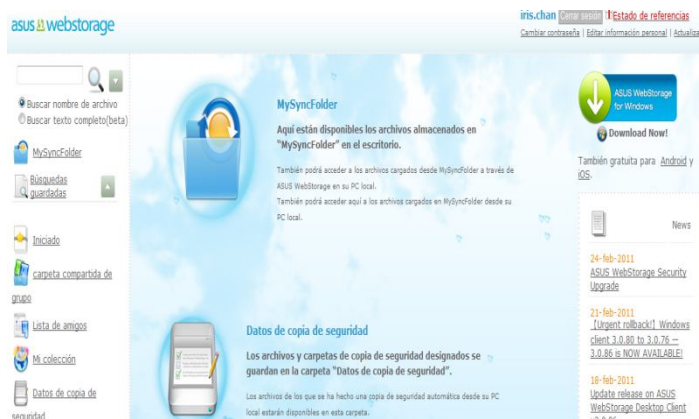 asus webstorage
iris.chan Cerrar sesión Estado de referencias
Cambiar contraseña | Editar información personal | Actualiza
Buscar nombre de archivo
Buscar texto completo(beta)
MySyncFolder
Búsquedas
guardadas
Iniciado
carpeta compartida de
grupo
Lista de amigos
Mi colección
Datos de copia de
seguridad
MySyncFolder
Aquí están disponibles los archivos almacenados en
"MySyncFolder" en el escritorio.
También podrá acceder a los archivos cargados desde MySyncFolder a través de
ASUS WebStorage en su PC local.
También podrá acceder aquí a los archivos cargados en MySyncFolder desde su
PC local.
Datos de copia de seguridad
Los archivos y carpetas de copia de seguridad designados se
guardan en la carpeta "Datos de copia de seguridad".
Los archivos de los que se ha hecho una copia de seguridad automática desde su PC
local estarán disponibles en esta carpeta.
ASUS WebStorage
for Windows
Download Now!
También gratuita para Android y
iOS.
News
24-feb-2011
ASUS WebStorage Security
Upgrade
21-feb-2011
【Urgent rollback!】 Windows
client 3.0.80 to 3.0.76 —
3.0.86 is NOW AVAILABLE!
18-feb-2011
Update release on ASUS
WebStorage Desktop Client